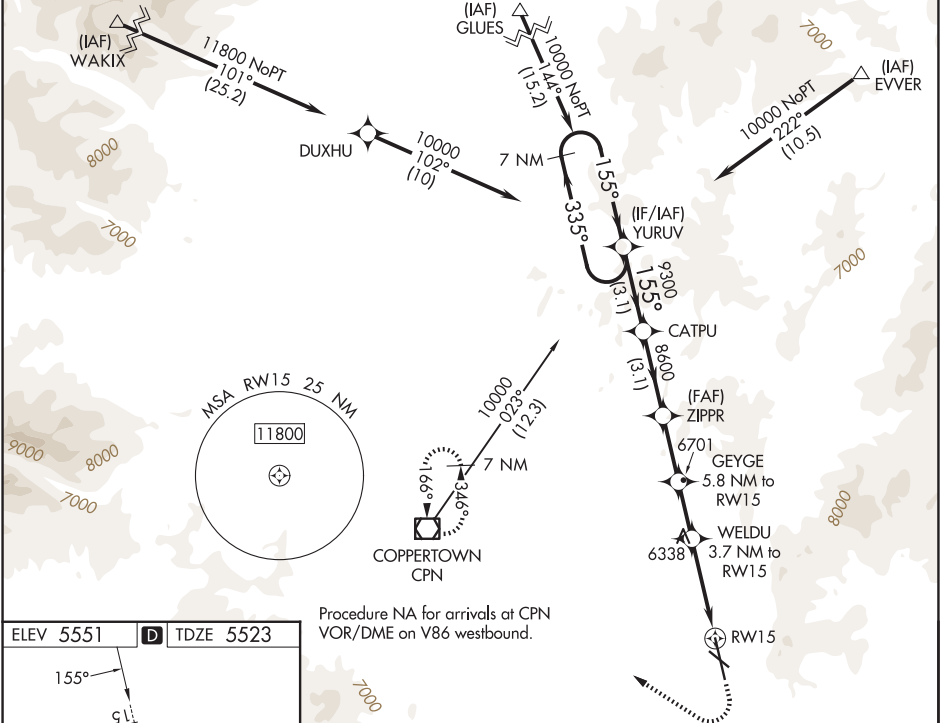 (IAF)
WAKIX
11800 NoPT
101°
(25.2)
DUXHU
10000
102°
(10)
(IAF)
GLUES
10000 NoPT
144°
(15.2)
7000
(IAF)
EVVER
10000 NoPT
222°
(10.5)
8000
7000
7 NM
155°
335°
(IF/IAF)
YURUV
9300
155°
(3.1)
7000
CATPU
8600
(3.1)
(FAF)
ZIPPR
6701
GEYGE
5.8 NM to
RW15
WELDU
3.7 NM to
RW15
6338
8000
RW15
MSA RW15 25 NM
11800
9000
8000
7000
10000
023°
(12.3)
7 NM
166°
346°
COPPERTOWN
CPN
Procedure NA for arrivals at CPN
VOR/DME on V86 westbound.
7000
ELEV 5551 D TDZE 5523
155°
15